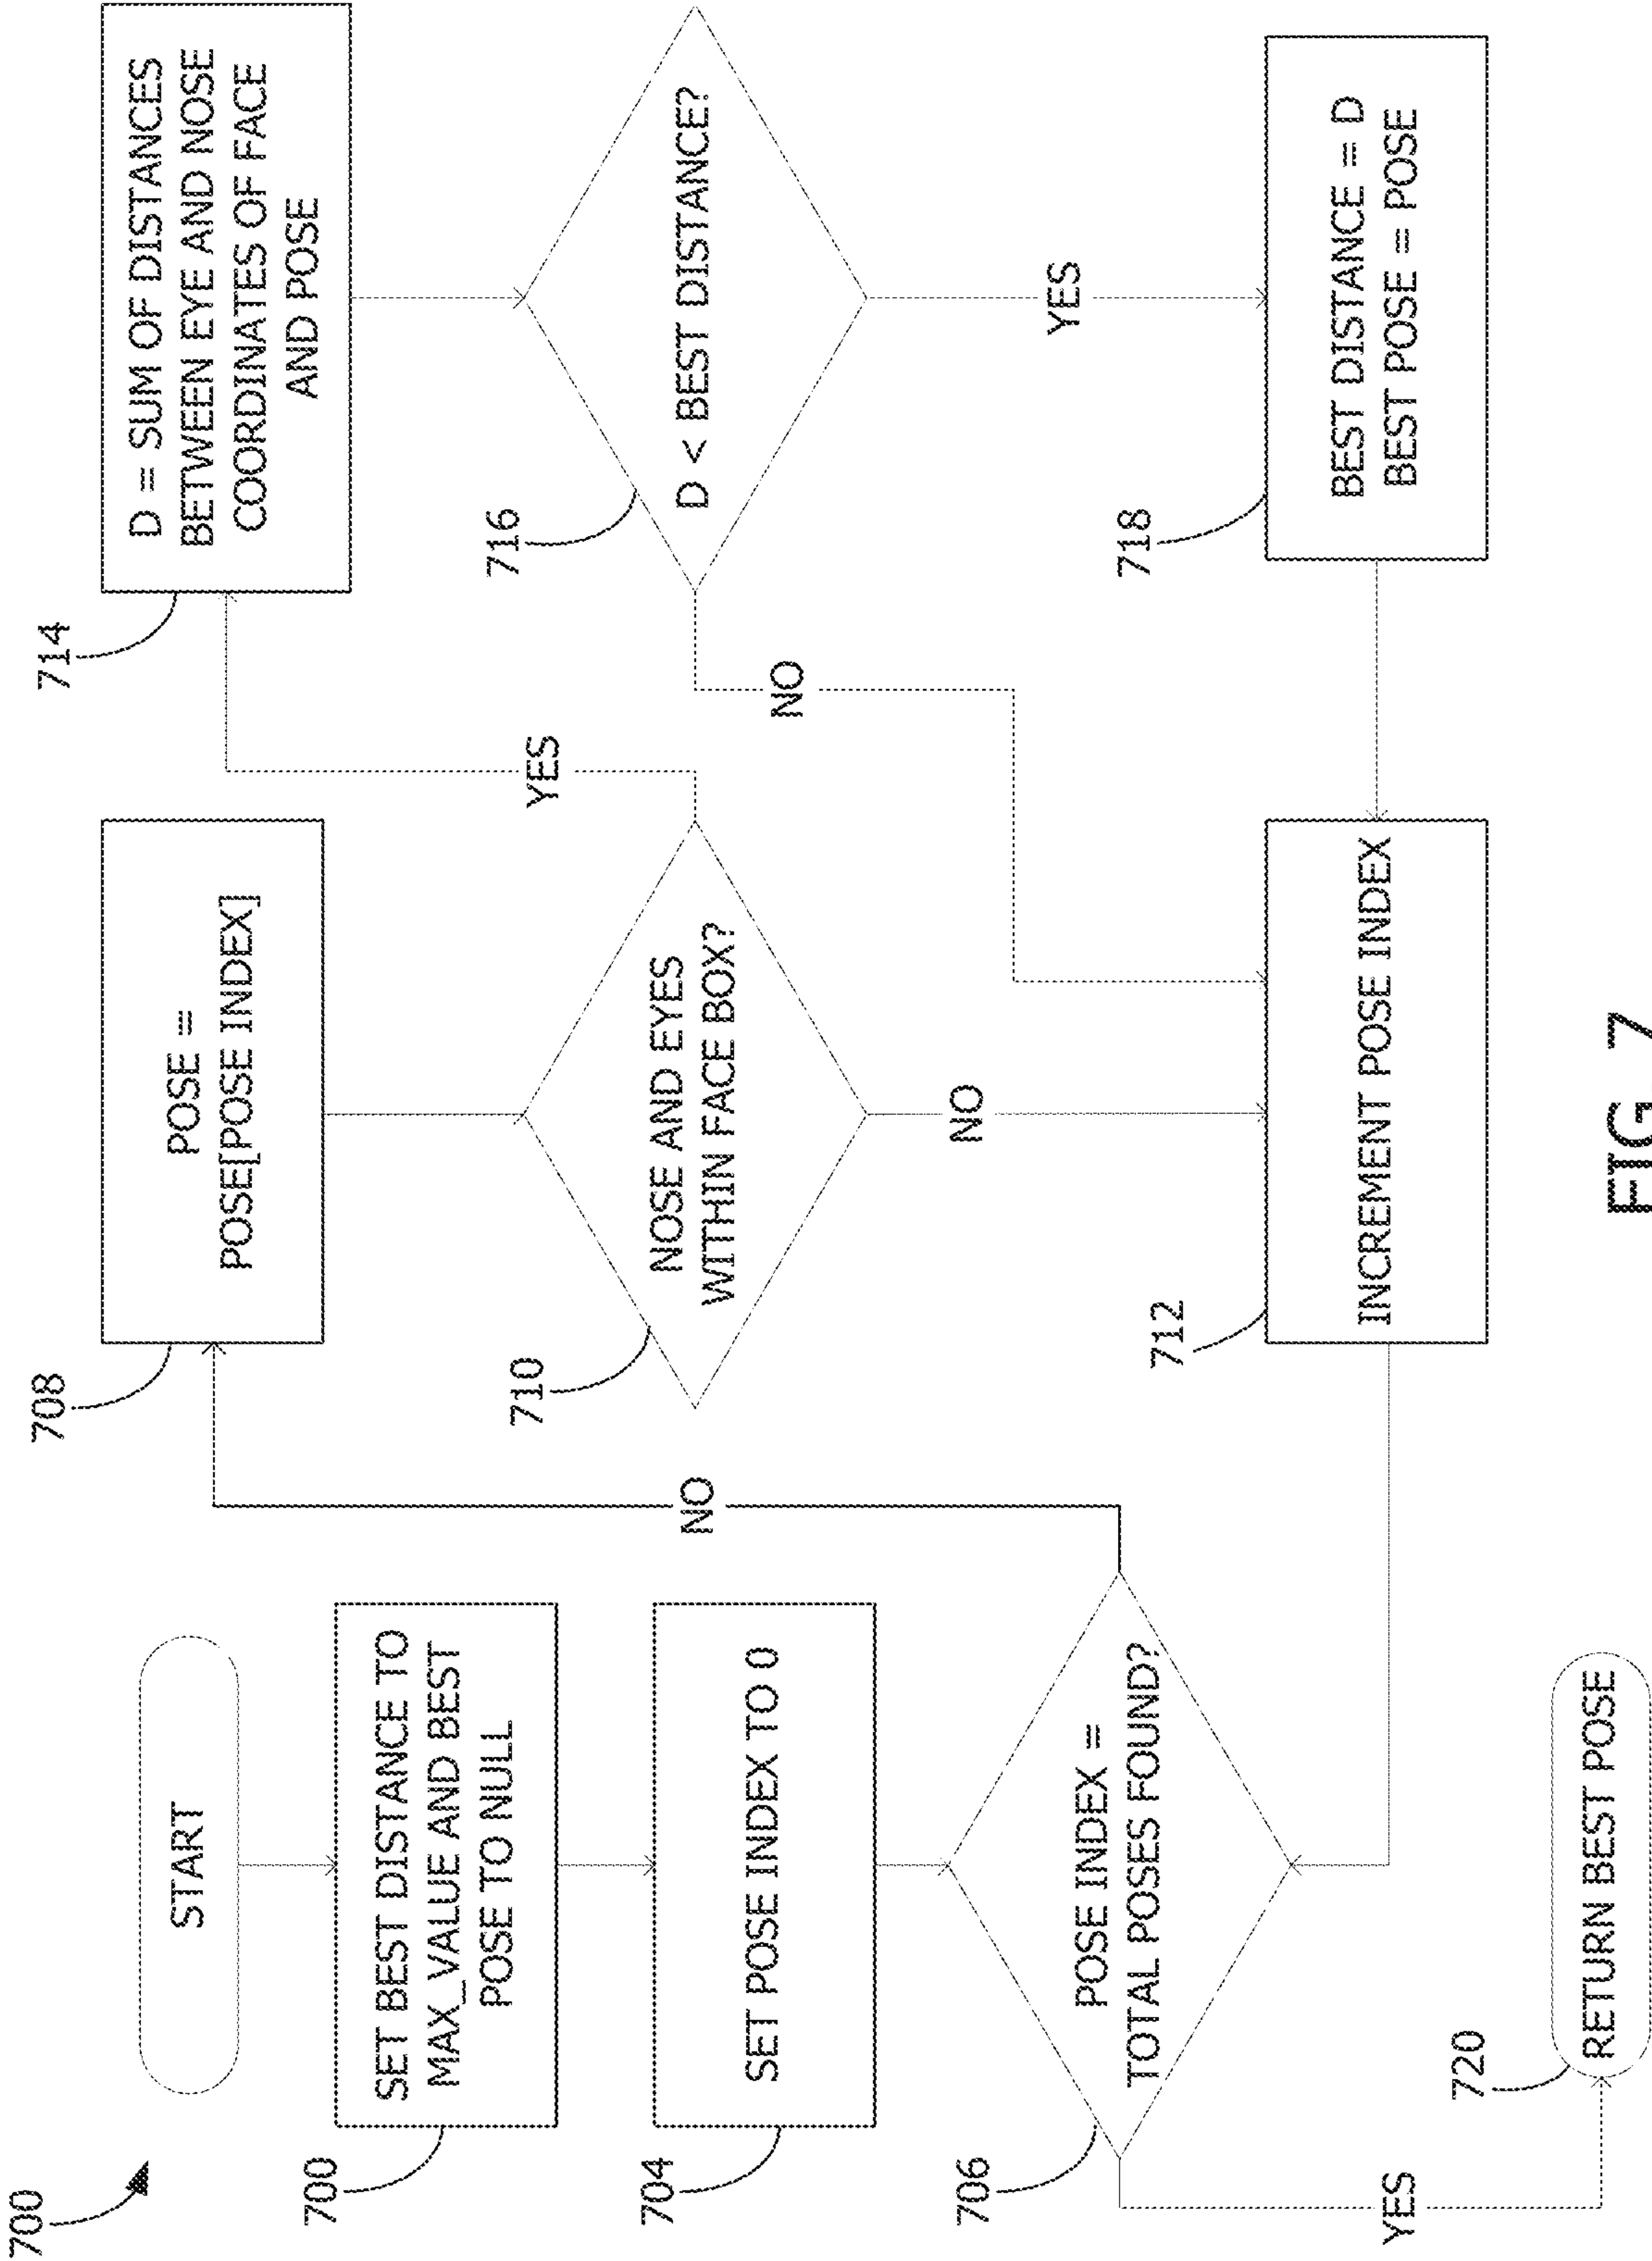 700
START
700
SET BEST DISTANCE TO
MAX_VALUE AND BEST
POSE TO NULL
704
SET POSE INDEX TO 0
706
POSE INDEX =
TOTAL POSES FOUND?
YES
NO
720
RETURN BEST POSE
708
POSE =
POSE[POSE INDEX]
710
NOSE AND EYES
WITHIN FACE BOX?
YES
NO
712
INCREMENT POSE INDEX
714
D = SUM OF DISTANCES
BETWEEN EYE AND NOSE
COORDINATES OF FACE
AND POSE
716
D < BEST DISTANCE?
NO
YES
718
BEST DISTANCE = D
BEST POSE = POSE
FIG 7